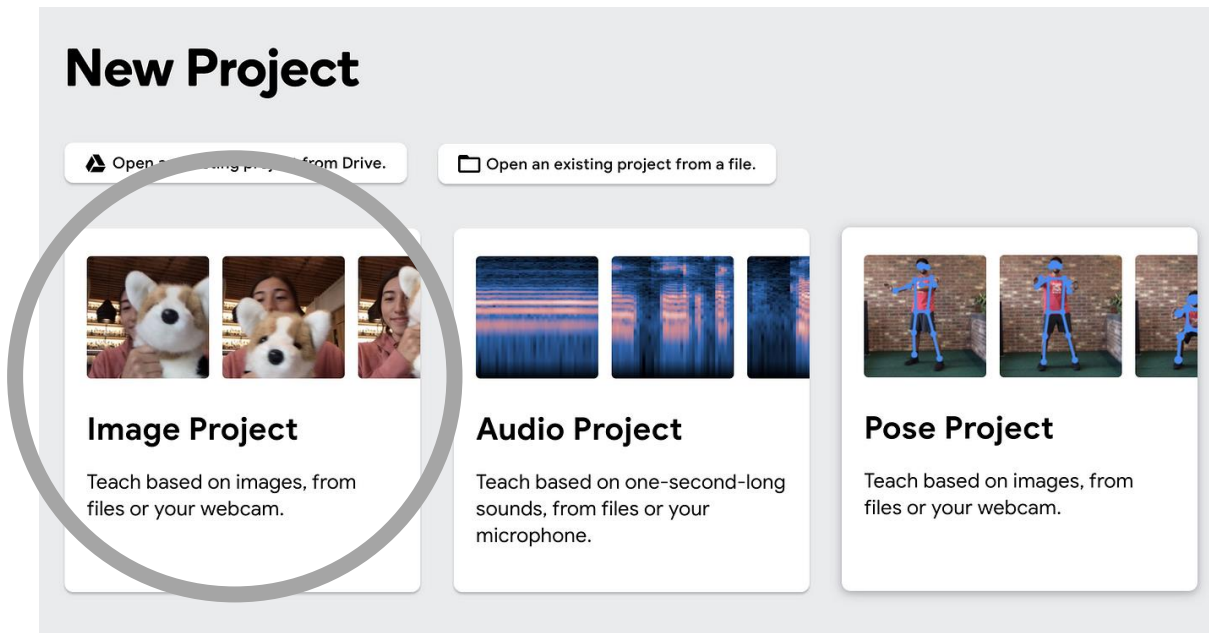 New Project
Open from Drive.
Open an existing project from a file.
Image Project
Teach based on images, from
files or your webcam.
Audio Project
Teach based on one-second-long
sounds, from files or your
microphone.
Pose Project
Teach based on images, from
files or your webcam.